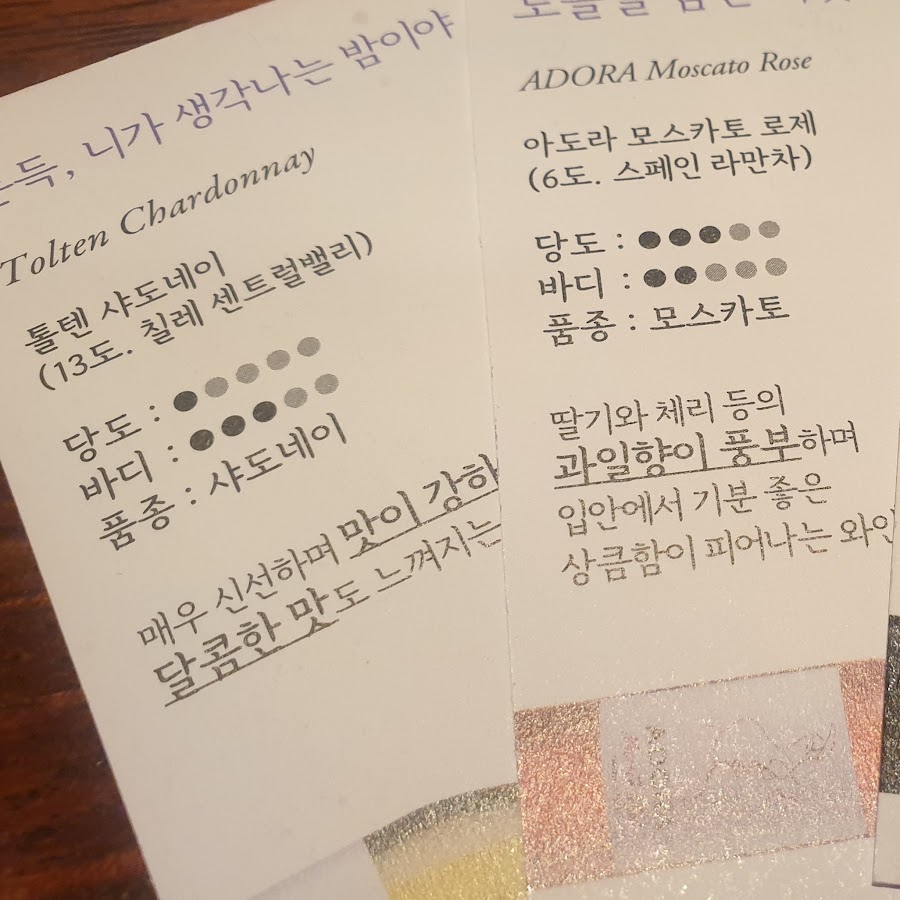 니가 생각나는 밤이야
Tolten Chardonnay
톨텐 샤도네이
(13도. 칠레 센트럴밸리)
당도 : ●●●●●
바디 : ●●●●●
품종 : 샤도네이
매우 신선하며 맛이 강하
달콤한 맛도 느껴지는
ADORA Moscato Rose
아도라 모스카토 로제
(6도. 스페인 라만차)
당도 : ●●●●●
바디 : ●●●●●
품종 : 모스카토
딸기와 체리 등의
과일향이 풍부하며
입안에서 기분 좋은
상큼함이 피어나는 와인